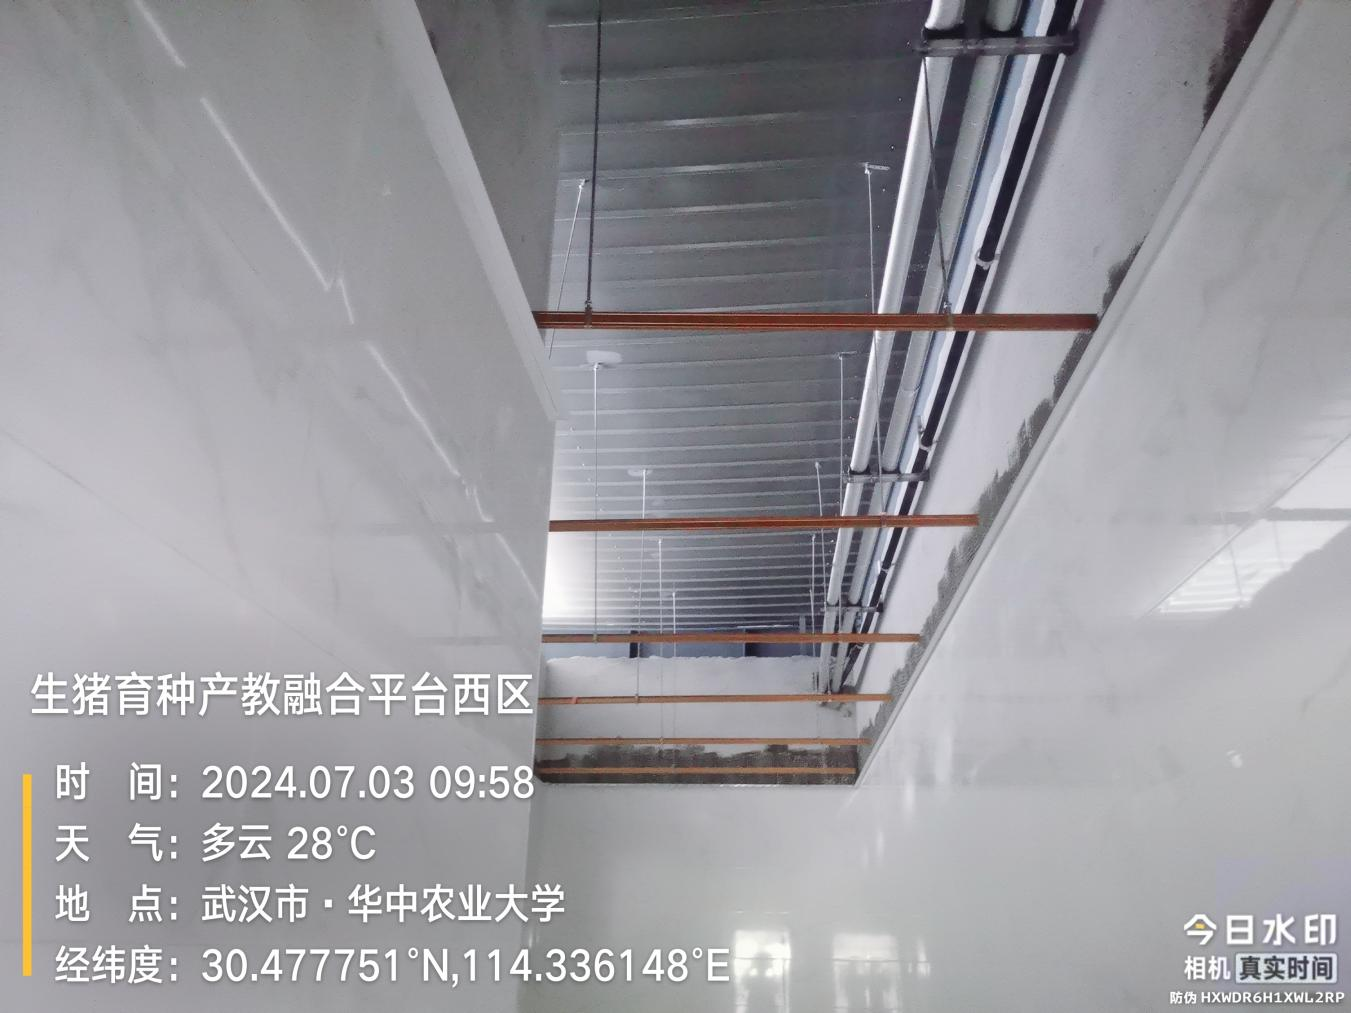 生猪育种产教融合平台西区
时 间：2024.07.03 09:58
天 气：多云 28°C
地 点：武汉市·华中农业大学
经纬度：30.477751°N,114.336148°E
今日水印
相机 真实时间
防伪 HXWDR6H1XWL2RP